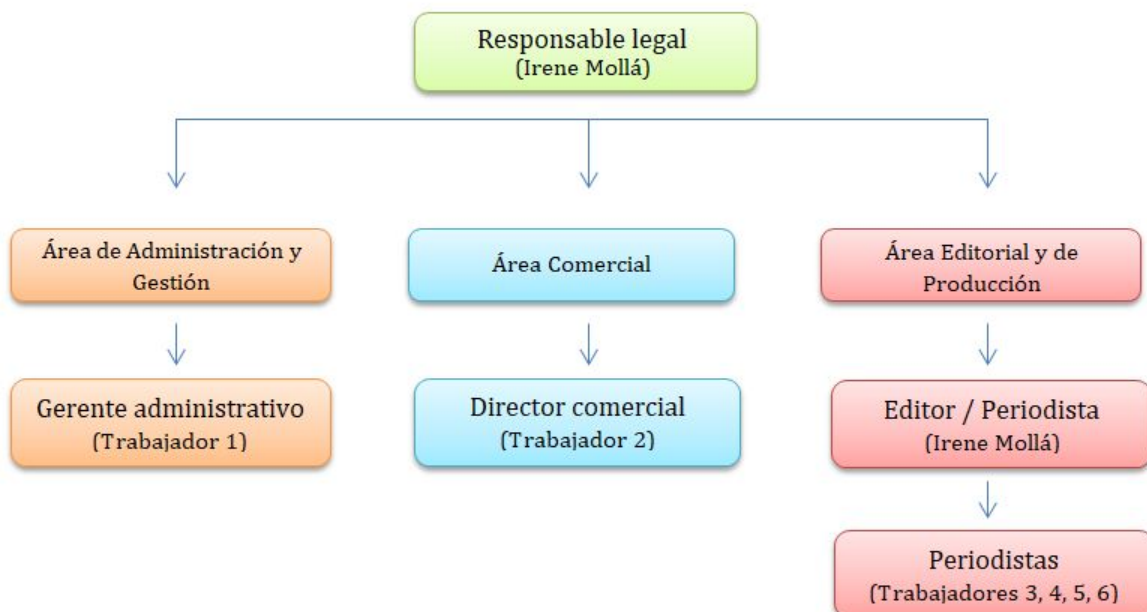 Responsable legal
(Irene Mollá)
Área de Administración y
Gestión
Área Comercial
Área Editorial y de
Producción
Gerente administrativo
(Trabajador 1)
Director comercial
(Trabajador 2)
Editor / Periodista
(Irene Mollá)
Periodistas
(Trabajadores 3, 4, 5, 6)